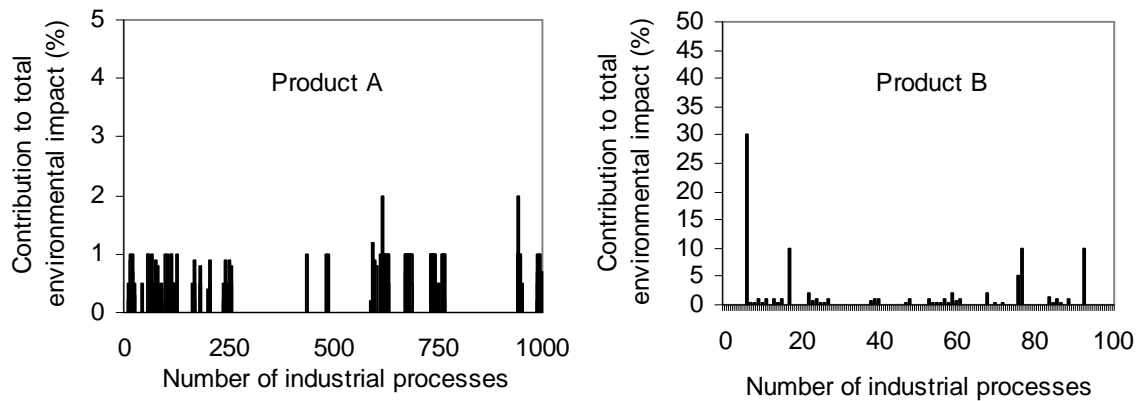 Contribution to total
environmental impact (%)
5
4
3
2
1
0
Product A
0 250 500 750 1000
Number of industrial processes
Contribution to total
environmental impact (%)
50
45
40
35
30
25
20
15
10
5
0
Product B
0 20 40 60 80 100
Number of industrial processes